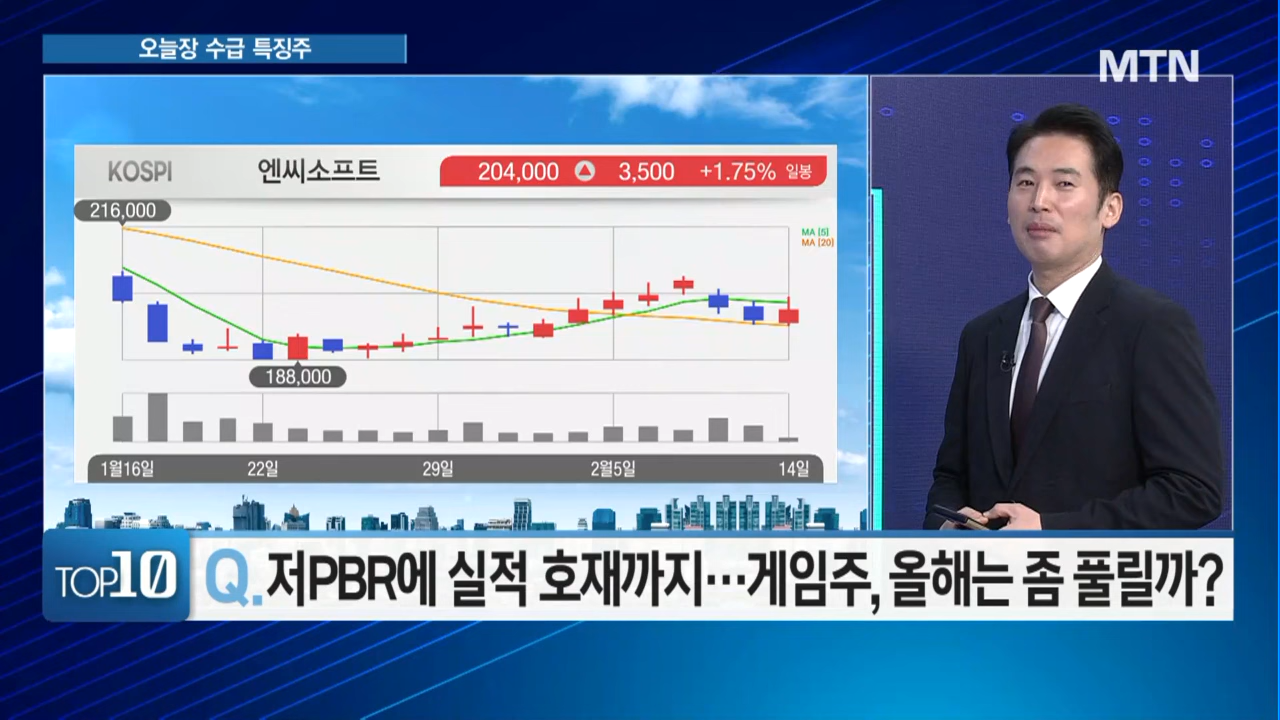 오늘장 수급 특징주
MTN
KOSPI 엔씨소프트 204,000 ▲ 3,500 +1.75% 일봉
216,000
MA [5]
MA [20]
188,000
1월16일 22일 29일 2월5일 14일
TOP10 Q. 저PBR에 실적 호재까지…게임주, 올해는 좀 풀릴까?